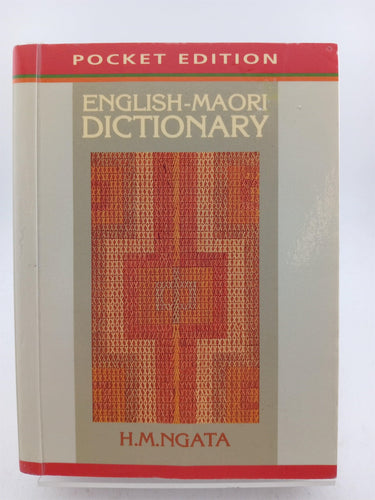 POCKET EDITION
ENGLISH-MAORI
DICTIONARY
H.M.NGATA